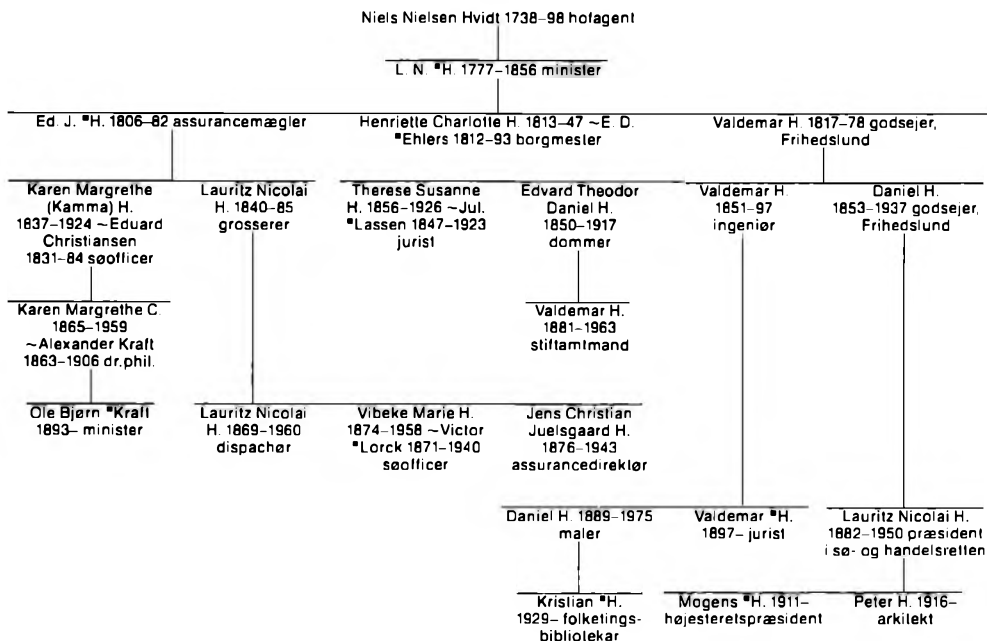 Niels Nielsen Hvidt 1738–98 hofagent
L. N. *H. 1777–1856 minister
Ed. J. *H. 1806–82 assurancemægler
Henriette Charlotte H. 1813–47 ~E. D.
*Ehlers 1812–93 borgmester
Valdemar H. 1817–78 godsejer,
Frihedslund
Karen Margrethe
(Kamma) H.
1837–1924 ~Eduard
Christiansen
1831–84 søofficer
Lauritz Nicolai
H. 1840–85
grosserer
Therese Susanne
H. 1856–1926 ~Jul.
*Lassen 1847–1923
jurist
Edvard Theodor
Daniel H.
1850–1917
dommer
Valdemar H.
1851–97
ingeniør
Daniel H.
1853–1937 godsejer,
Frihedslund
Karen Margrethe C.
1865–1959
~Alexander Kraft
1863–1906 dr.phil.
Valdemar H.
1881–1963
stiftamtmand
Ole Bjørn *Kraft
1893– minister
Lauritz Nicolai
H. 1869–1960
dispachør
Vibeke Marie H.
1874–1958 ~Victor
*Lorck 1871–1940
søofficer
Jens Christian
Juelsgaard H.
1876–1943
assurancedirektør
Daniel H. 1889–1975
maler
Valdemar *H.
1897– jurist
Lauritz Nicolai H.
1882–1950 præsident
i sø- og handelsretten
Kristian *H.
1929– folketings-
bibliotekar
Mogens *H. 1911–
højesteretspræsident
Peter H. 1916–
arkitekt